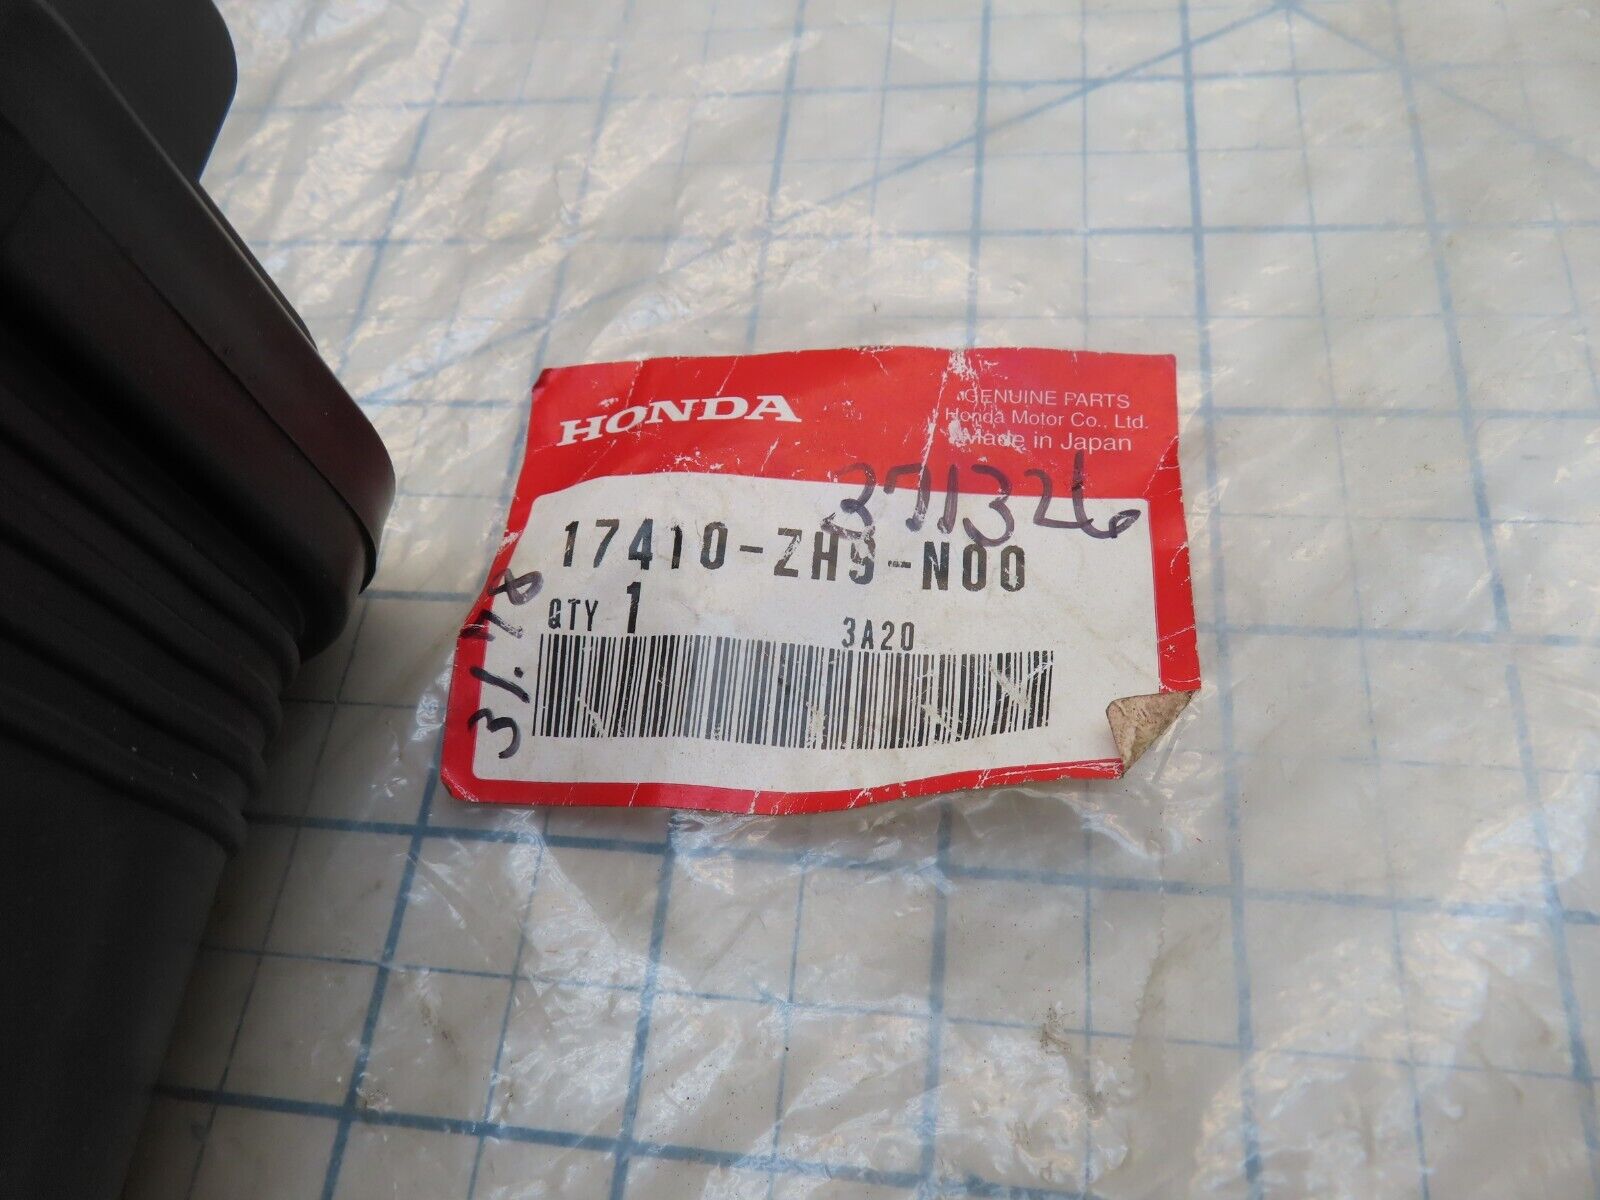 HONDA
GENUINE PARTS
Honda Motor Co., Ltd.
Made in Japan
371326
17410-ZH9-N00
QTY 1
3A20
31.78